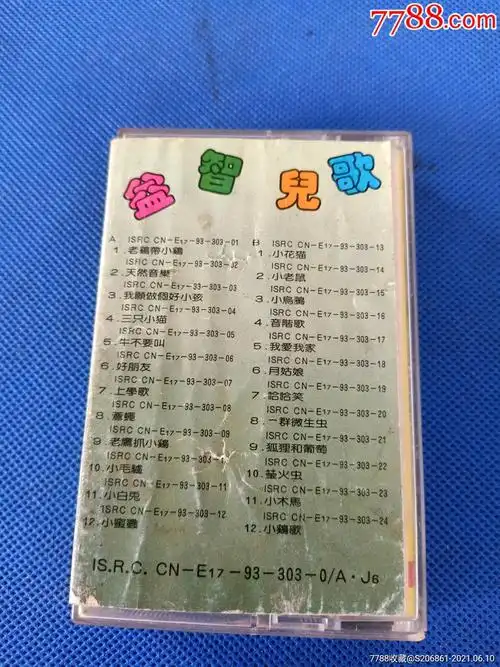 7788.com
益智兒歌
A ISRC CN-E17-93-303-01
1.老鷄帶小鷄
ISRC CN-E17-93-303-02
2.天然音樂
ISRC CN-E17-93-303-03
3.我願做個好小孩
ISRC CN-E17-93-303-04
4.三只小猫
ISRC CN-E17-93-303-05
5.牛不要叫
ISRC CN-E17-93-303-06
6.好朋友
ISRC CN-E17-93-303-07
7.上學歌
ISRC CN-E17-93-303-08
8.蒼蠅
ISRC CN-E17-93-303-09
9.老鷹抓小鷄
ISRC CN-E17-93-303-1
10.小毛驢
ISRC CN-E17-93-303-11
11.小白兎
ISRC CN-E17-93-303-12
12.小蜜蜂
B ISRC CN-E17-93-303-13
1.小花猫
ISRC CN-E17-93-303-14
2.小老鼠
ISRC CN-E17-93-303-15
3.小烏鴉
ISRC CN-E17-93-303-16
4.音階歌
ISRC CN-E17-93-303-17
5.我愛我家
ISRC CN-E17-93-303-18
6.月姑娘
ISRC CN-E17-93-303-19
7.哈哈笑
ISRC CN-E17-93-303-20
8.一群微生虫
ISRC CN-E17-93-303-21
9.狐狸和葡萄
ISRC CN-E17-93-303-22
10.螢火虫
ISRC CN-E17-93-303-23
11.小木馬
ISRC CN-E17-93-303-24
12.小鷄歌
IS.R.C. CN-E17-93-303-0/A·J6
7788收藏@S206861-2021.06.10